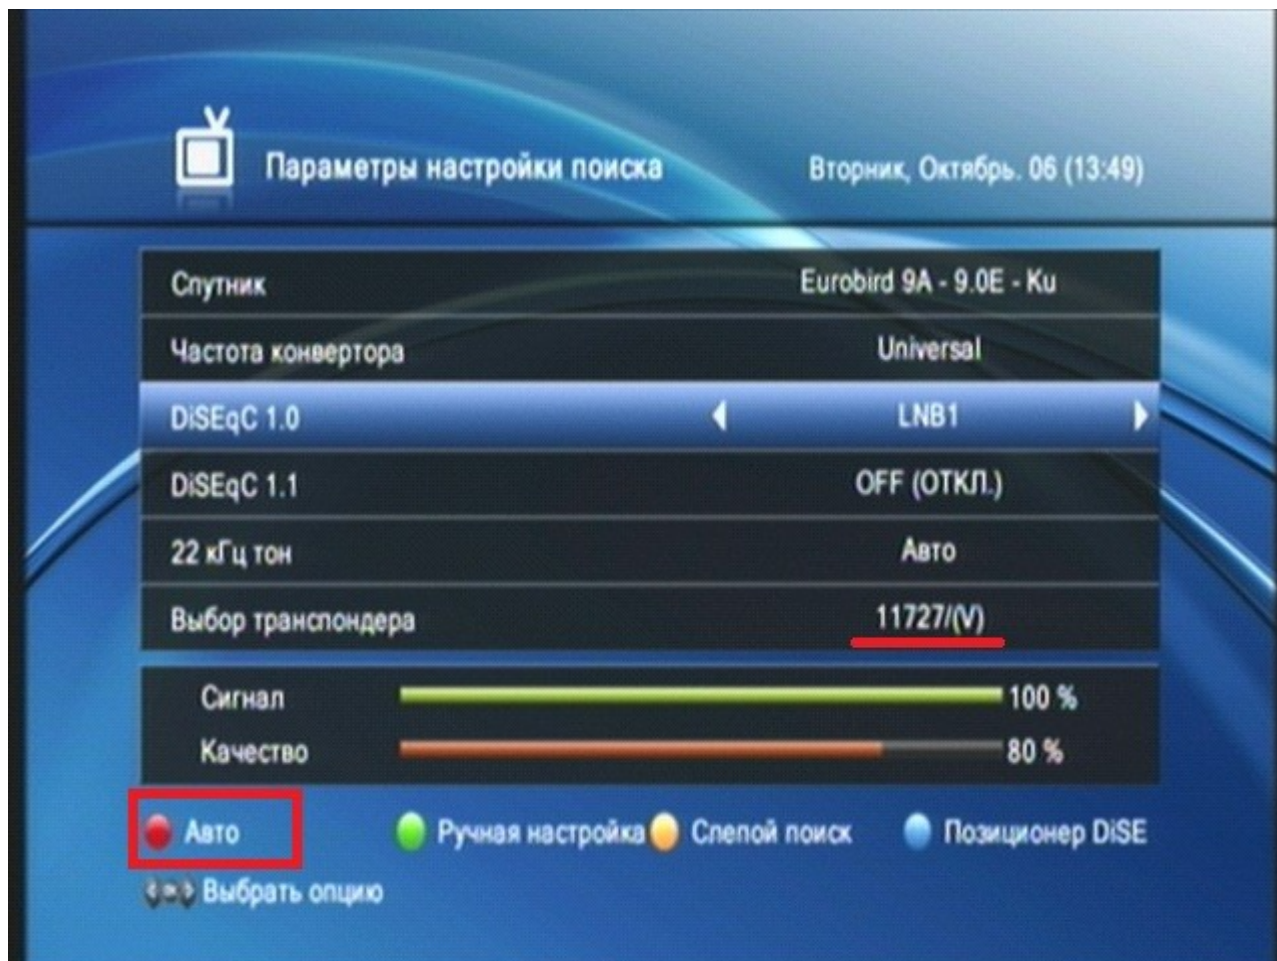 Параметры настройки поиска
Вторник, Октябрь. 06 (13:49)
Спутник Eurobird 9A - 9.0E - Ku
Частота конвертора Universal
DiSEqC 1.0 LNB1
DiSEqC 1.1 OFF (ОТКЛ.)
22 кГц тон Авто
Выбор транспондера 11727/(V)
Сигнал 100 %
Качество 80 %
Авто Ручная настройка Слепой поиск Позиционер DiSE
Выбрать опцию